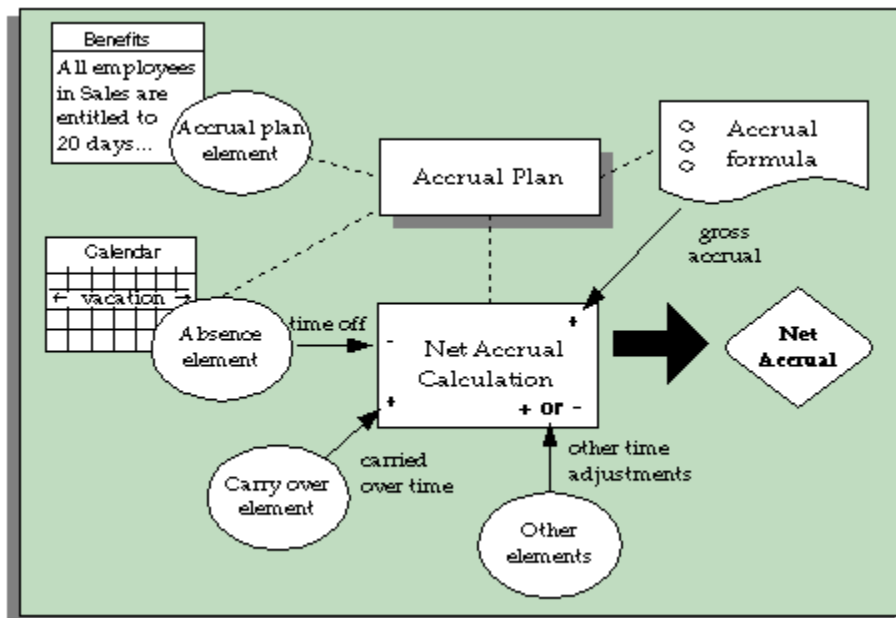 Benefits
All employees
in Sales are
entitled to
20 days...
Accrual plan
element
Accrual Plan
Accrual
formula
gross
accrual
Calendar
← vacation →
Absence
element
time off
-
+
Net Accrual
Calculation
+
+ or -
Net
Accrual
carried
over time
other time
adjustments
Carry over
element
Other
elements